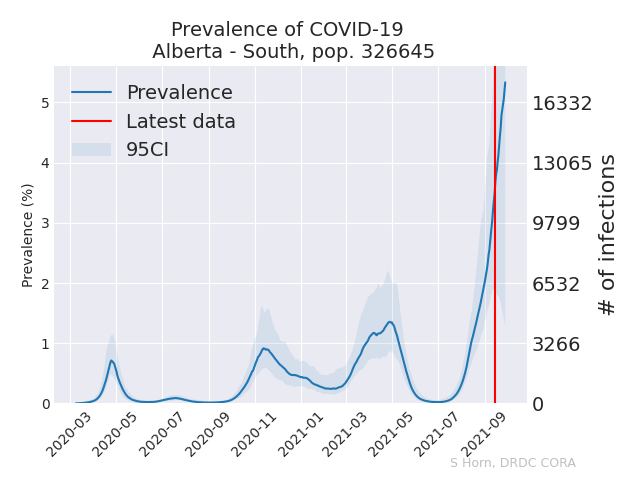 Prevalence of COVID-19
Alberta - South, pop. 326645
Prevalence
Latest data
95CI
Prevalence (%)
5
4
3
2
1
0
16332
13065
9799
6532
3266
0
# of infections
2020-03
2020-05
2020-07
2020-09
2020-11
2021-01
2021-03
2021-05
2021-07
2021-09
S Horn, DRDC CORA